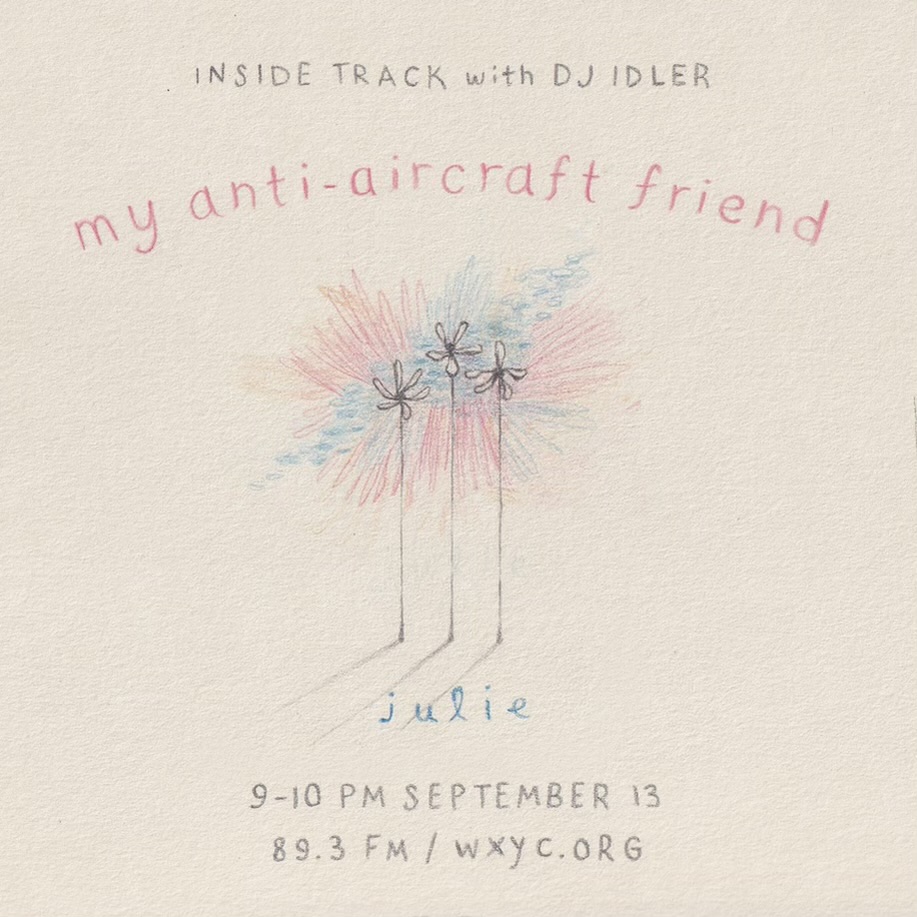 INSIDE TRACK with DJ IDLER
my anti-aircraft friend
julie
9-10 PM SEPTEMBER 13
89.3 FM / WXYC.ORG